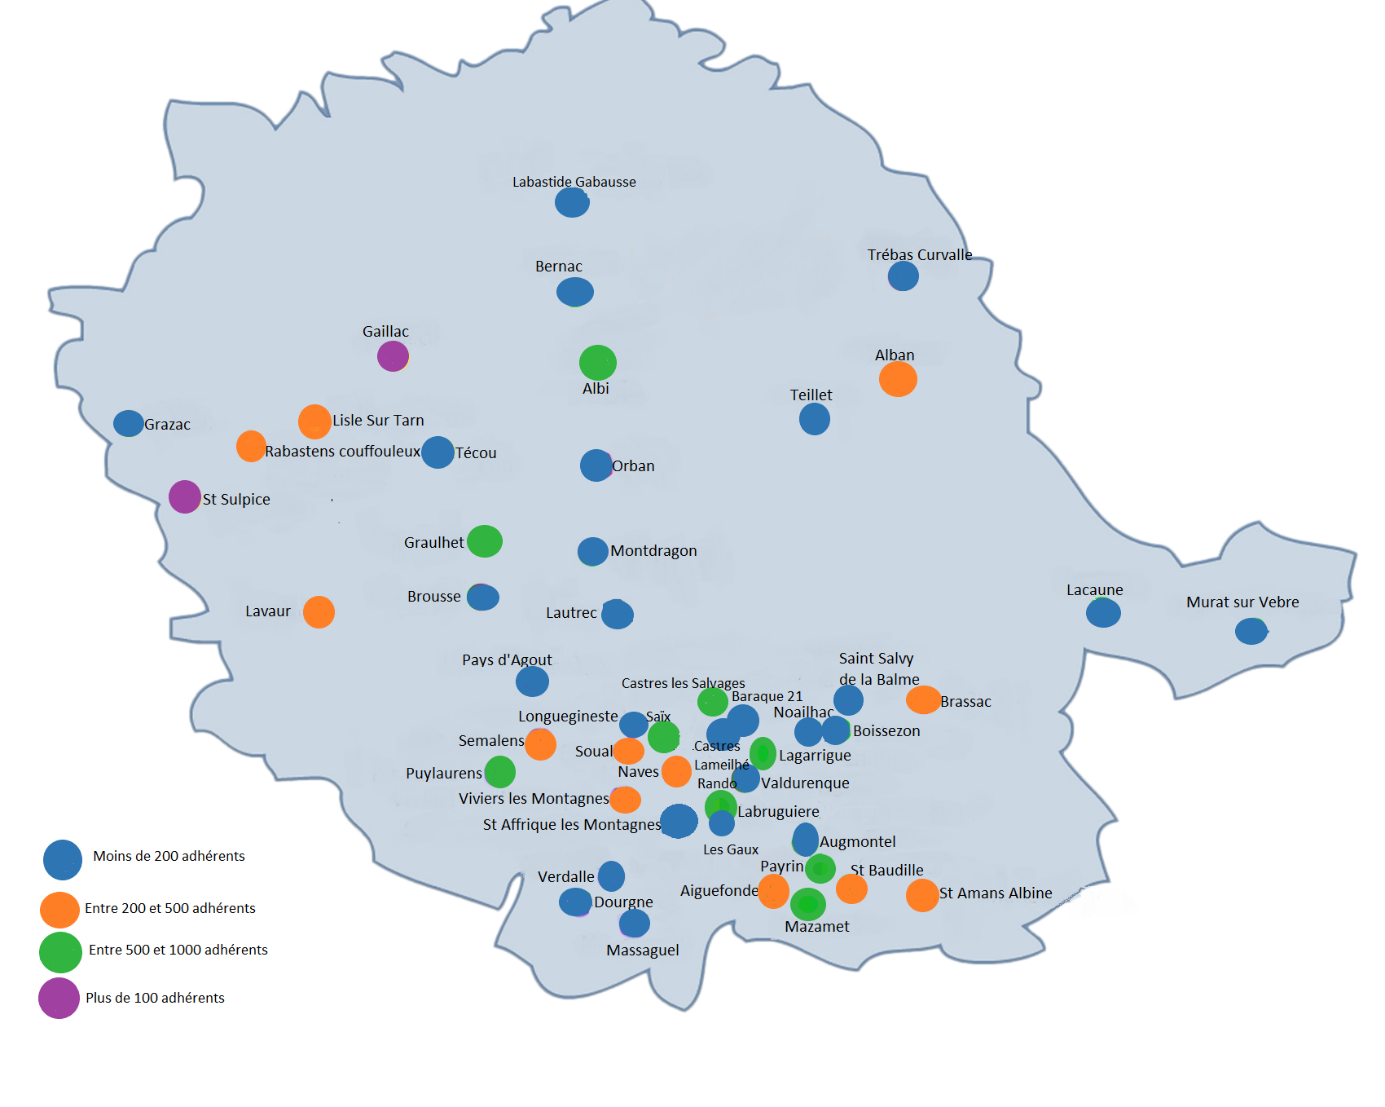 Labastide Gabausse
Trébas Curvalle
Bernac
Gaillac
Alban
Albi
Teillet
Grazac
Lisle Sur Tarn
Rabastens couffouleux
Técou
Orban
St Sulpice
Graulhet
Montdragon
Brousse
Lavaur
Lautrec
Lacaune
Murat sur Vebre
Pays d'Agout
Saint Salvy
de la Balme
Castres les Salvages
Baraque 21
Brassac
Longuegineste
Saïx
Noailhac
Boissezon
Semalens
Soual
.Castres
Lameilhé
Rando
Lagarrigue
Puylaurens
Naves
Valdurenque
Viviers les Montagnes
Labruguiere
St Affrique les Montagnes
Les Gaux
Augmontel
Payrin
St Baudille
Verdalle
Aiguefonde
St Amans Albine
Dourgne
Mazamet
Massaguel
Moins de 200 adhérents
Entre 200 et 500 adhérents
Entre 500 et 1000 adhérents
Plus de 100 adhérents